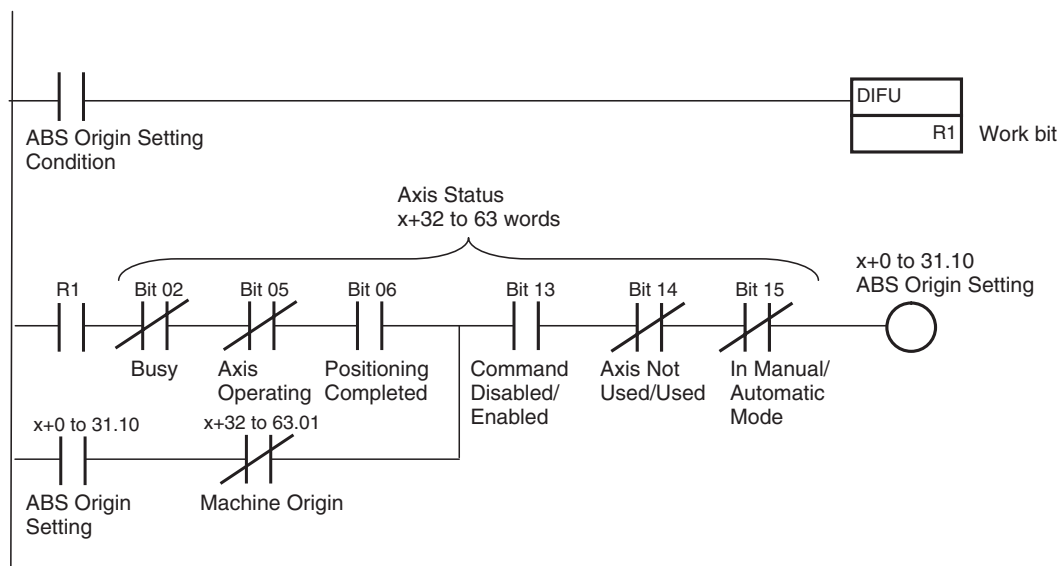 DIFU
R1 Work bit
ABS Origin Setting
Condition
Axis Status
x+32 to 63 words
x+0 to 31.10
ABS Origin Setting
R1 Bit 02 Bit 05 Bit 06 Bit 13 Bit 14 Bit 15
Busy Axis Positioning Command Axis Not In Manual/
Operating Completed Disabled/ Used/Used Automatic
Enabled Mode
x+0 to 31.10 x+32 to 63.01
ABS Origin Machine Origin
Setting